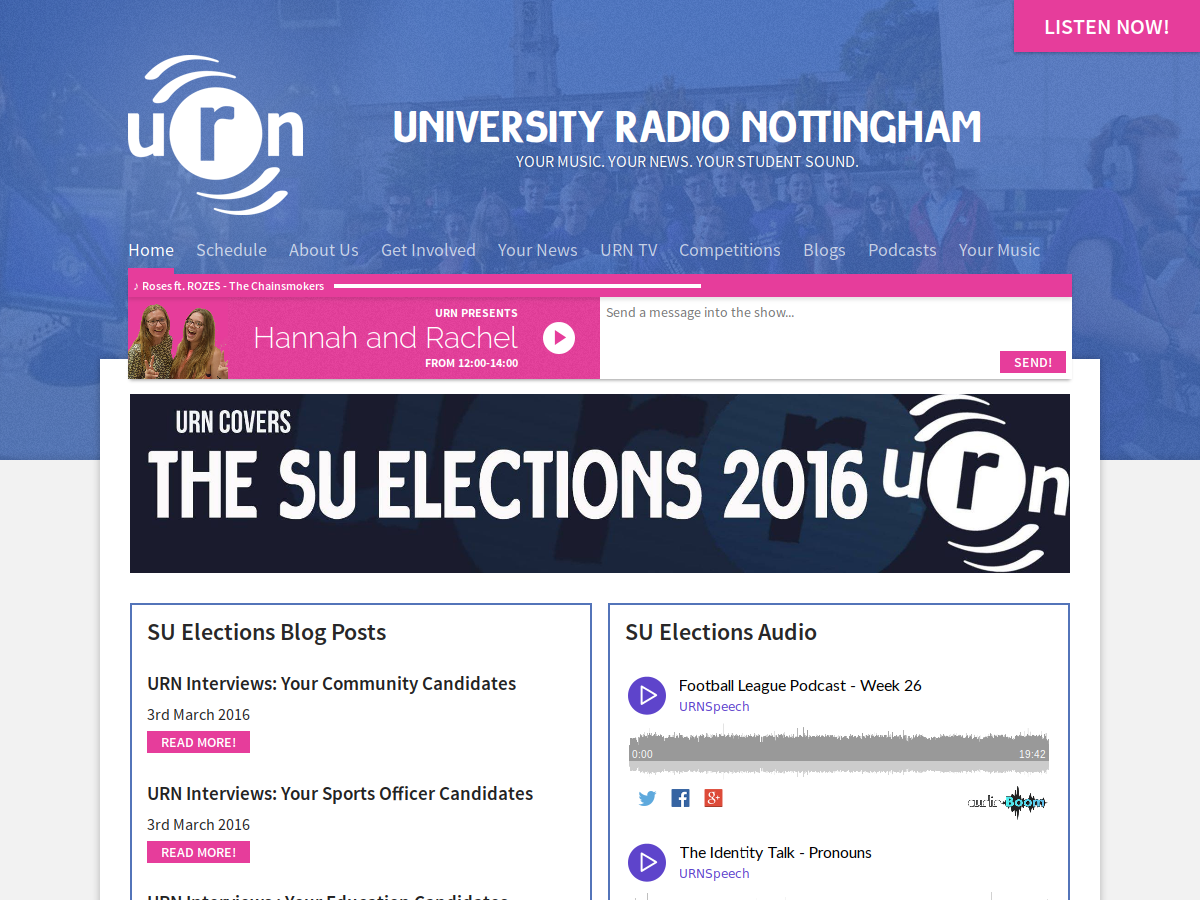 LISTEN NOW!
urn
UNIVERSITY RADIO NOTTINGHAM
YOUR MUSIC. YOUR NEWS. YOUR STUDENT SOUND.
Home Schedule About Us Get Involved Your News URN TV Competitions Blogs Podcasts Your Music
♪ Roses ft. ROZES - The Chainsmokers
URN PRESENTS
Hannah and Rachel
FROM 12:00-14:00
Send a message into the show...
SEND!
URN COVERS
THE SU ELECTIONS 2016
urn
SU Elections Blog Posts
URN Interviews: Your Community Candidates
3rd March 2016
READ MORE!
URN Interviews: Your Sports Officer Candidates
3rd March 2016
READ MORE!
URN Interviews: Your Education Candidates
SU Elections Audio
Football League Podcast - Week 26
URNSpeech
0:00 19:42
audioBoom
The Identity Talk - Pronouns
URNSpeech